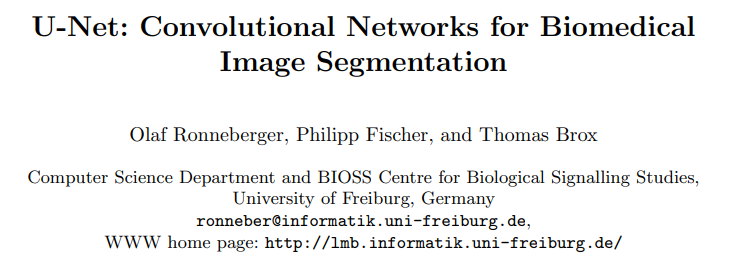 U-Net: Convolutional Networks for Biomedical
Image Segmentation
Olaf Ronneberger, Philipp Fischer, and Thomas Brox
Computer Science Department and BIOSS Centre for Biological Signalling Studies,
University of Freiburg, Germany
ronneber@informatik.uni-freiburg.de,
WWW home page: http://lmb.informatik.uni-freiburg.de/